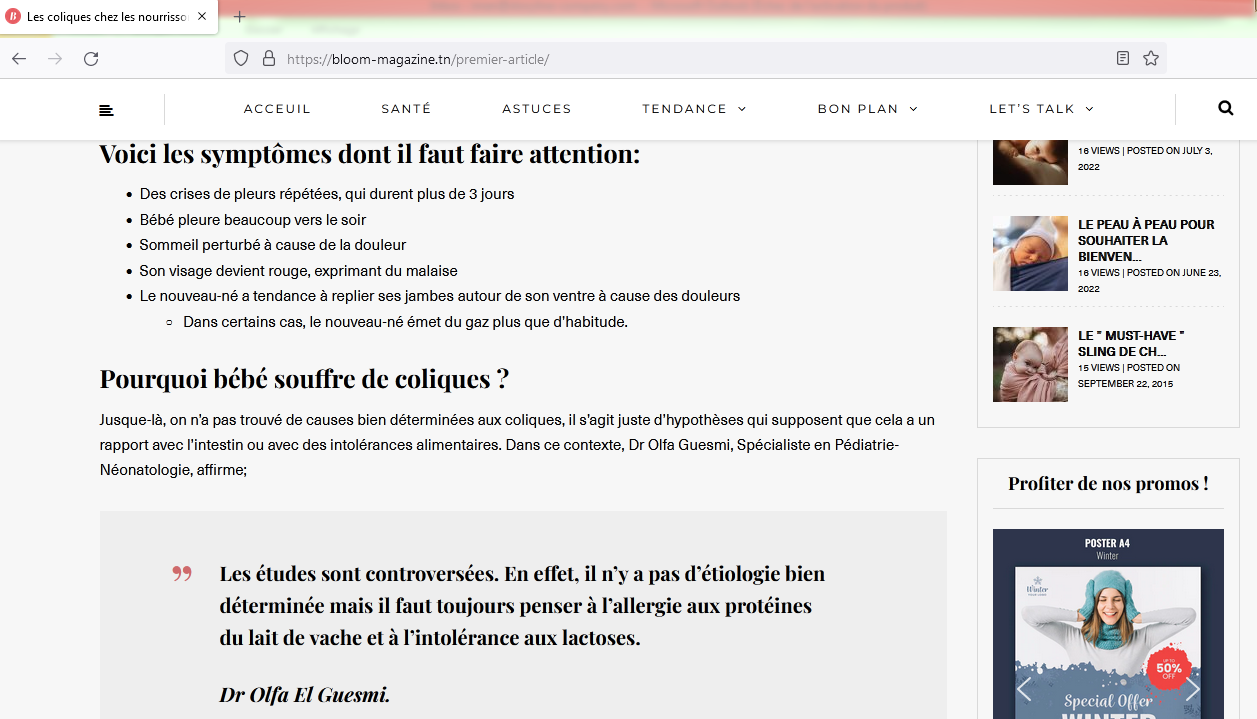 Les coliques chez les nourrisso
https://bloom-magazine.tn/premier-article/
ACCEUIL SANTÉ ASTUCES TENDANCE BON PLAN LET'S TALK
Voici les symptômes dont il faut faire attention:
Des crises de pleurs répétées, qui durent plus de 3 jours
Bébé pleure beaucoup vers le soir
Sommeil perturbé à cause de la douleur
Son visage devient rouge, exprimant du malaise
Le nouveau-né a tendance à replier ses jambes autour de son ventre à cause des douleurs
Dans certains cas, le nouveau-né émet du gaz plus que d'habitude.
Pourquoi bébé souffre de coliques ?
Jusque-là, on n'a pas trouvé de causes bien déterminées aux coliques, il s'agit juste d'hypothèses qui supposent que cela a un
rapport avec l'intestin ou avec des intolérances alimentaires. Dans ce contexte, Dr Olfa Guesmi, Spécialiste en Pédiatrie-
Néonatologie, affirme;
Les études sont controversées. En effet, il n'y a pas d'étiologie bien
déterminée mais il faut toujours penser à l'allergie aux protéines
du lait de vache et à l'intolérance aux lactoses.
Dr Olfa El Guesmi.
16 VIEWS | POSTED ON JULY 3,
2022
LE PEAU À PEAU POUR
SOUHAITER LA
BIENVEN...
16 VIEWS | POSTED ON JUNE 23,
2022
LE " MUST-HAVE "
SLING DE CH...
15 VIEWS | POSTED ON
SEPTEMBER 22, 2015
Profiter de nos promos !
POSTER A4
Winter
Winter
UP TO
50%
OFF
Special Offer
WINTER